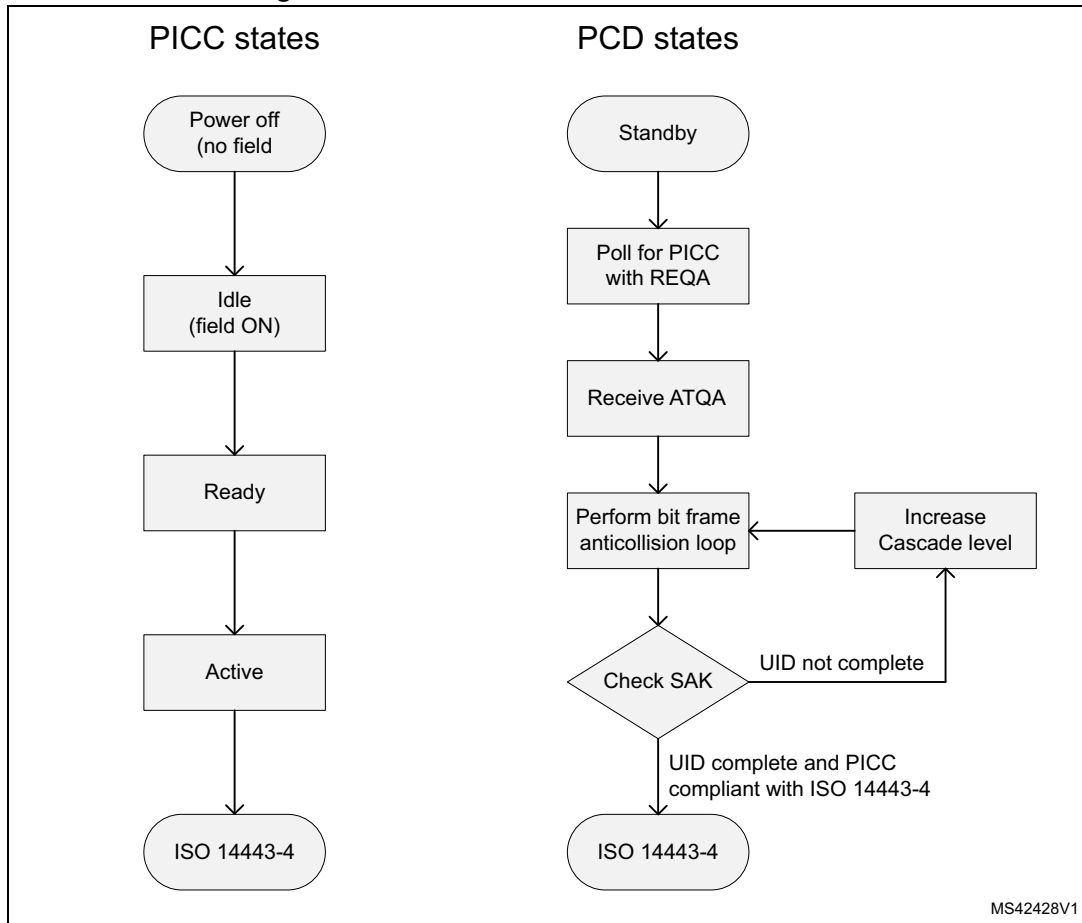 PICC states
Power off
(no field
Idle
(field ON)
Ready
Active
ISO 14443-4
PCD states
Standby
Poll for PICC
with REQA
Receive ATQA
Perform bit frame
anticollision loop
Increase
Cascade level
Check SAK
UID not complete
UID complete and PICC
compliant with ISO 14443-4
ISO 14443-4
MS42428V1